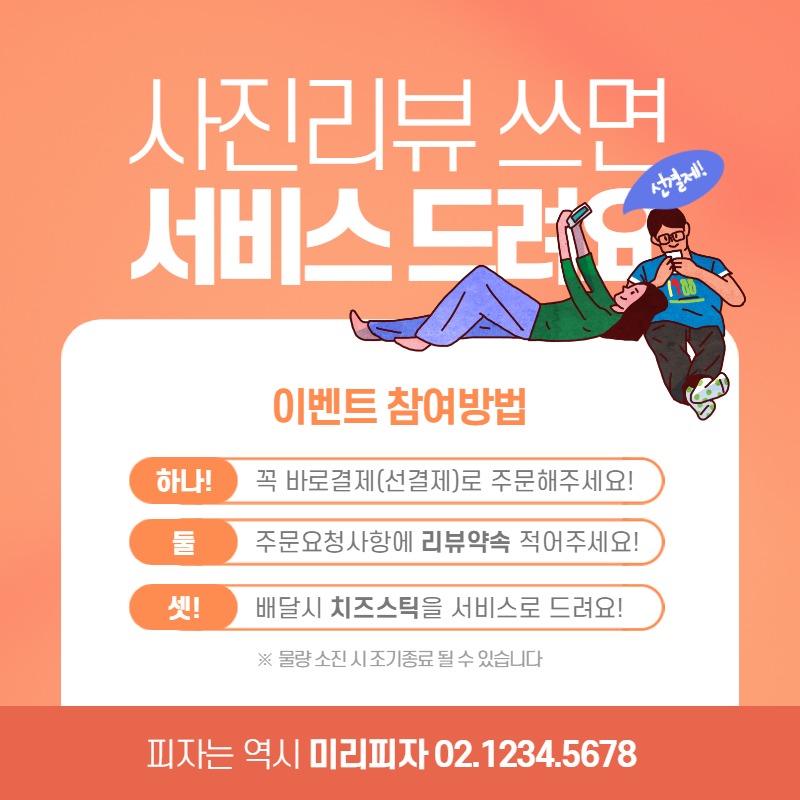 사진리뷰 쓰면
서비스 드려요
선결제!
이벤트 참여방법
하나! 꼭 바로결제(선결제)로 주문해주세요!
둘 주문요청사항에 리뷰약속 적어주세요!
셋! 배달시 치즈스틱을 서비스로 드려요!
※ 물량 소진 시 조기종료 될 수 있습니다
피자는 역시 미리피자 02.1234.5678